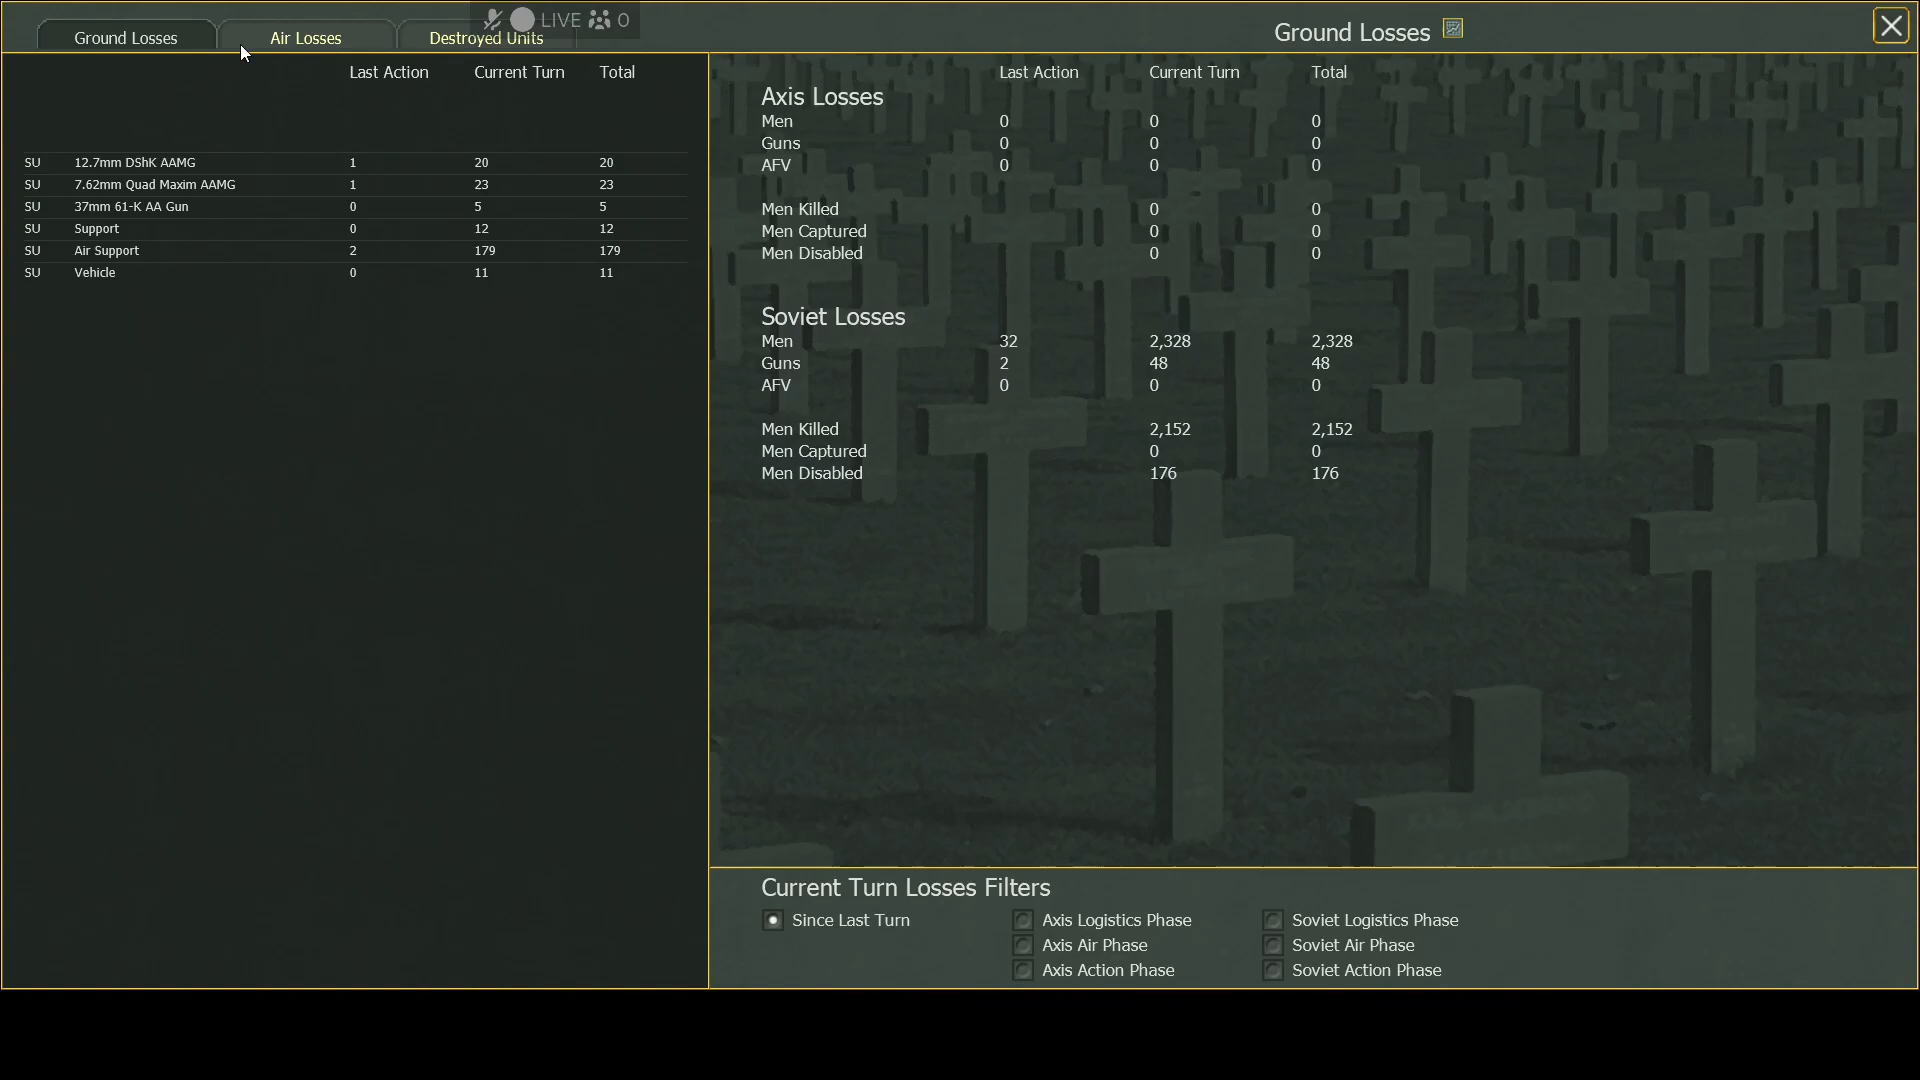 LIVE 0
Ground Losses Air Losses Destroyed Units Ground Losses
Last Action Current Turn Total
SU 12.7mm DShK AAMG 1 20 20
SU 7.62mm Quad Maxim AAMG 1 23 23
SU 37mm 61-K AA Gun 0 5 5
SU Support 0 12 12
SU Air Support 2 179 179
SU Vehicle 0 11 11
Last Action Current Turn Total
Axis Losses
Men 0 0 0
Guns 0 0 0
AFV 0 0 0
Men Killed 0 0
Men Captured 0 0
Men Disabled 0 0
Soviet Losses
Men 32 2,328 2,328
Guns 2 48 48
AFV 0 0 0
Men Killed 2,152 2,152
Men Captured 0 0
Men Disabled 176 176
Current Turn Losses Filters
Since Last Turn Axis Logistics Phase Soviet Logistics Phase
Axis Air Phase Soviet Air Phase
Axis Action Phase Soviet Action Phase